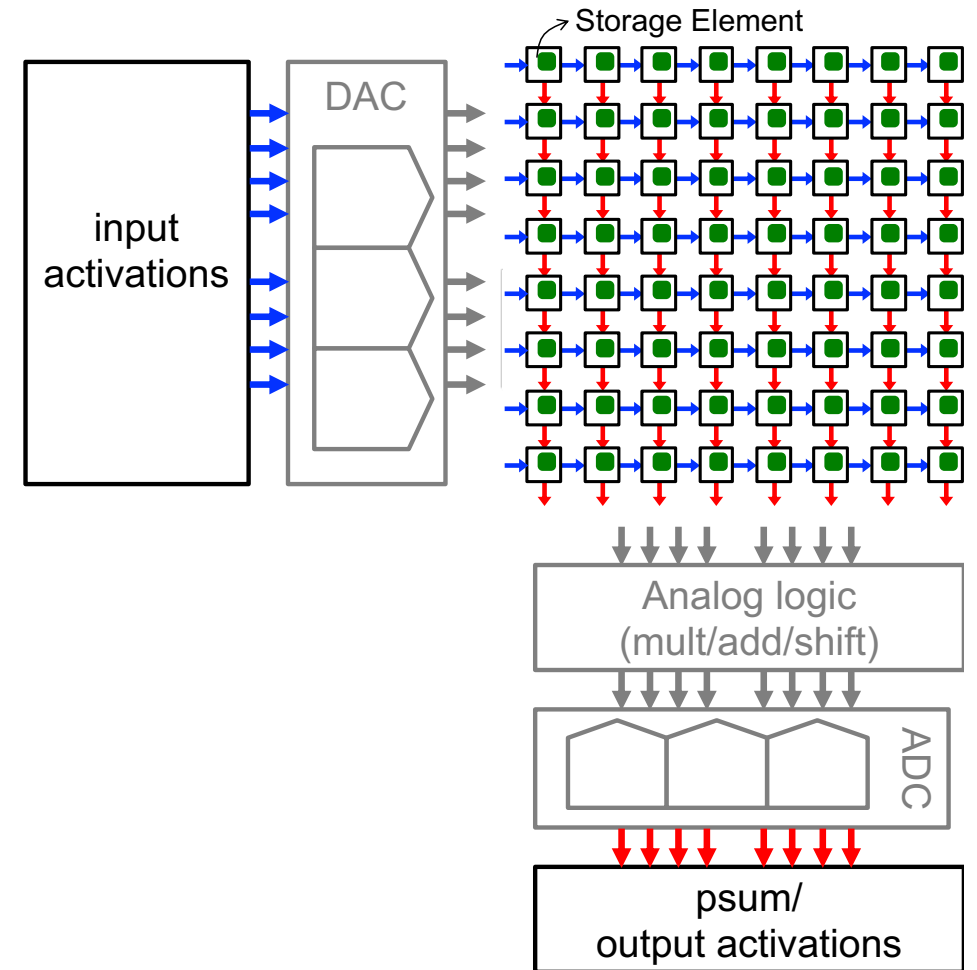 Storage Element
DAC
input
activations
Analog logic
(mult/add/shift)
ADC
psum/
output activations